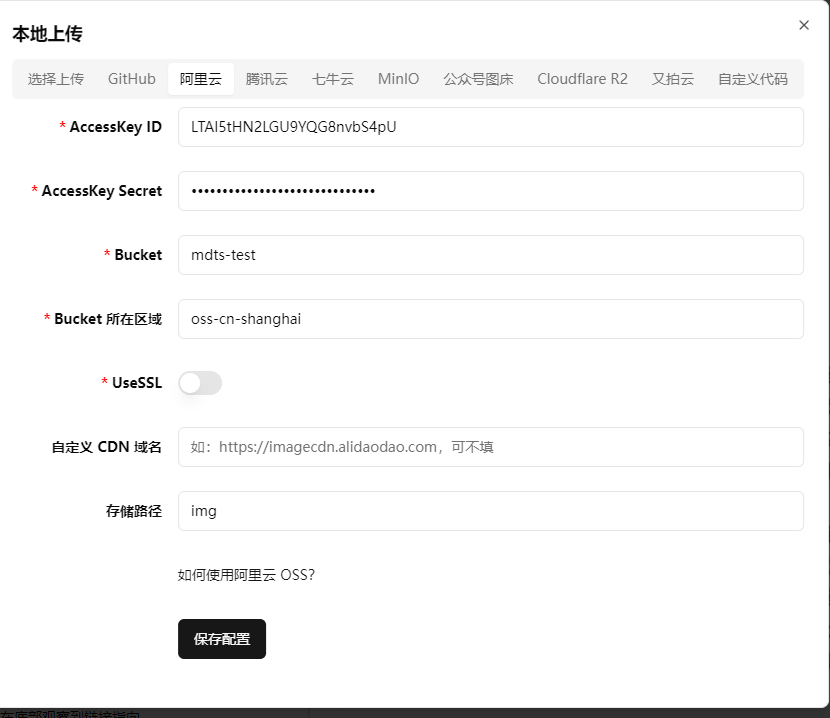 本地上传
选择上传 GitHub 阿里云 腾讯云 七牛云 MinIO 公众号图床 Cloudflare R2 又拍云 自定义代码
* AccessKey ID LTAI5tHN2LGU9YQG8nvbS4pU
* AccessKey Secret ••••••••••••••••••••••••••••••
* Bucket mdts-test
* Bucket 所在区域 oss-cn-shanghai
* UseSSL
自定义 CDN 域名 如：https://imagecdn.alidaodao.com，可不填
存储路径 img
如何使用阿里云 OSS？
保存配置